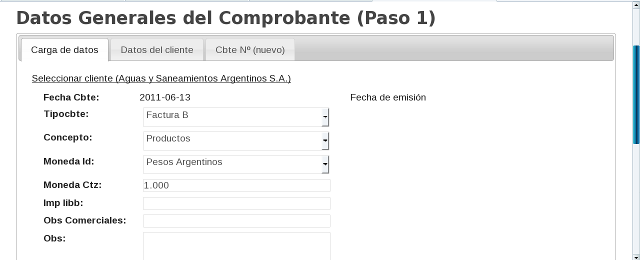 Datos Generales del Comprobante (Paso 1)
Carga de datos Datos del cliente Cbte Nº (nuevo)
Seleccionar cliente (Aguas y Saneamientos Argentinos S.A.)
Fecha Cbte: 2011-06-13 Fecha de emisión
Tipocbte: Factura B
Concepto: Productos
Moneda Id: Pesos Argentinos
Moneda Ctz: 1.000
Imp Iibb:
Obs Comerciales:
Obs: